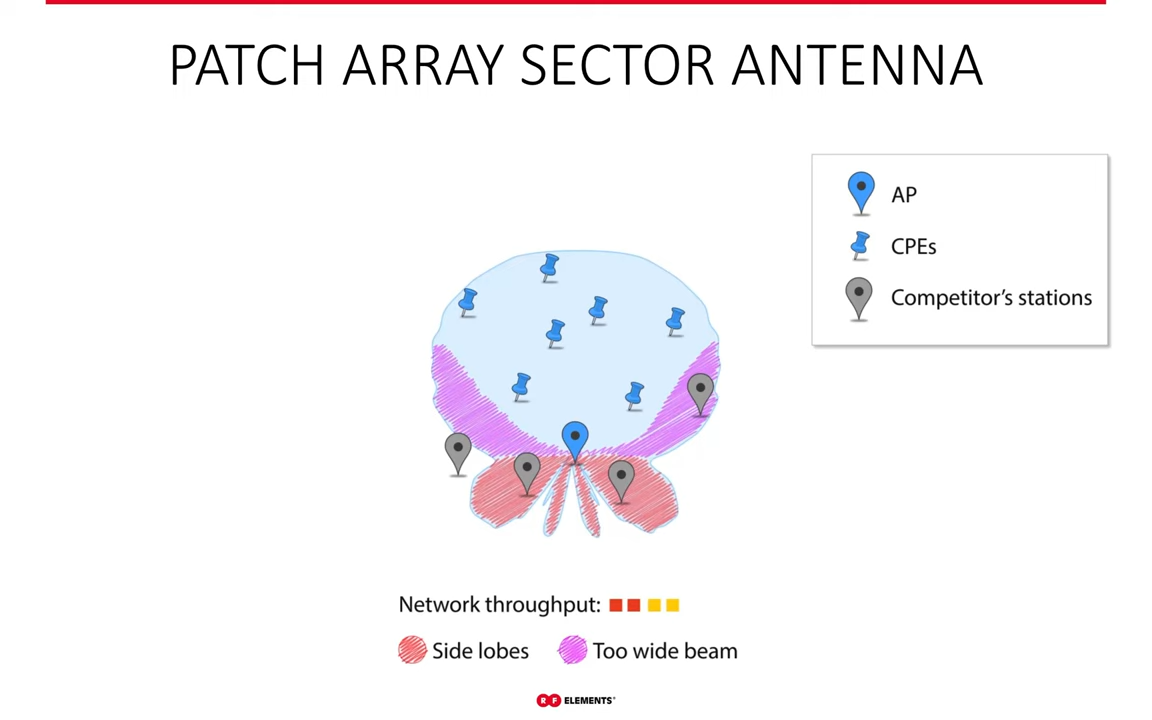 PATCH ARRAY SECTOR ANTENNA
AP
CPEs
Competitor's stations
Network throughput:
Side lobes
Too wide beam
RF ELEMENTS®